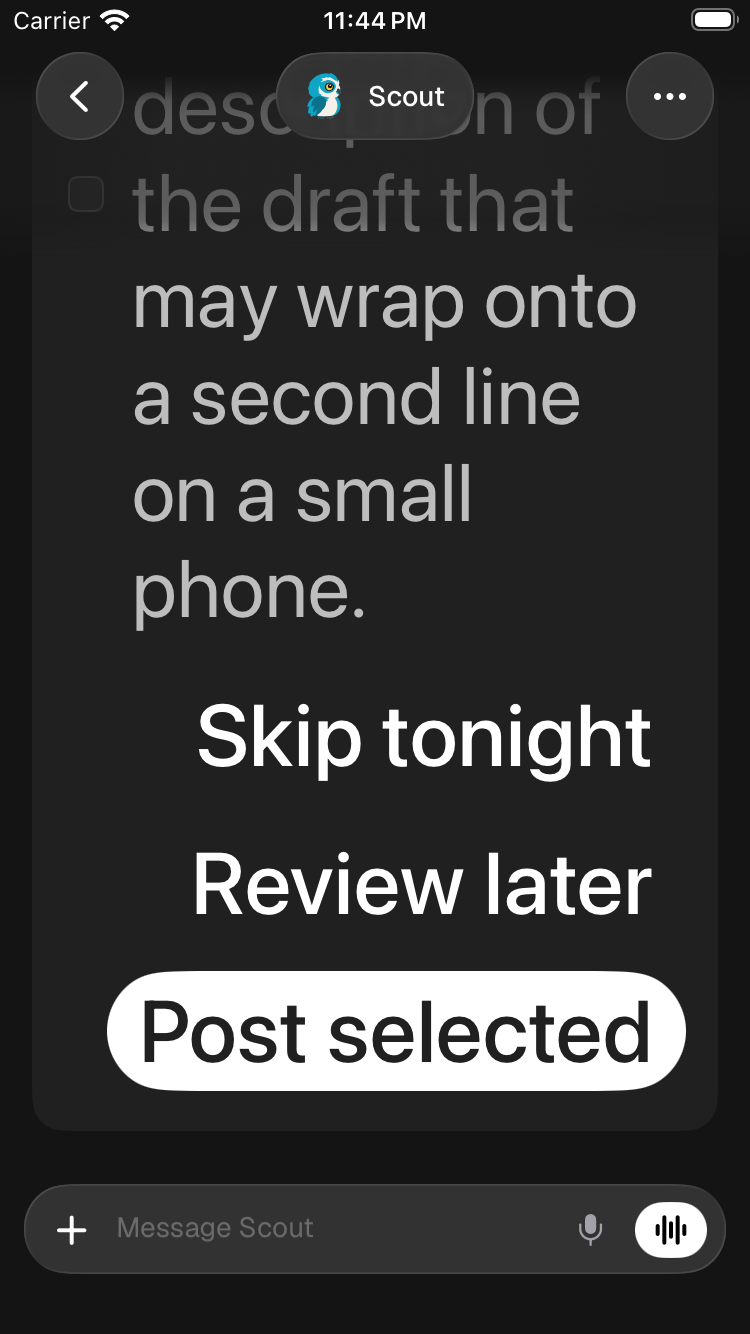 Carrier 11:44 PM
Scout
of
the draft that
may wrap onto
a second line
on a small
phone.
Skip tonight
Review later
Post selected
Message Scout